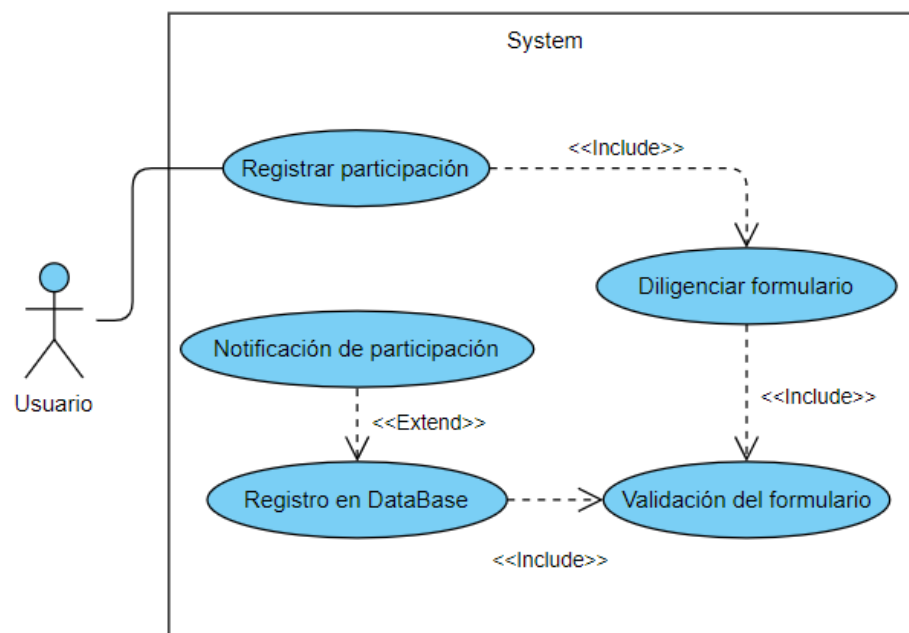 System
Registrar participación
<<Include>>
Diligenciar formulario
Notificación de participación
Usuario
<<Include>>
<<Extend>>
Registro en DataBase
Validación del formulario
<<Include>>